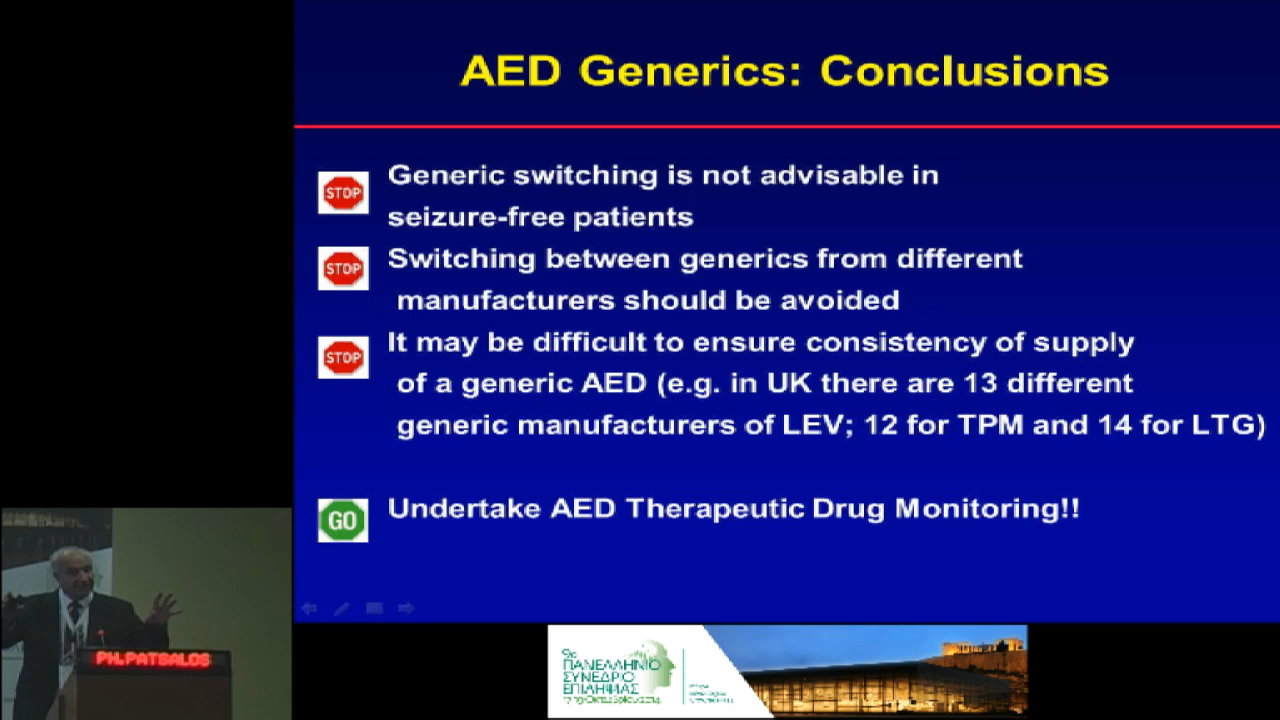 AED Generics: Conclusions
STOP
Generic switching is not advisable in
seizure-free patients
STOP
Switching between generics from different
manufacturers should be avoided
STOP
It may be difficult to ensure consistency of supply
of a generic AED (e.g. in UK there are 13 different
generic manufacturers of LEV; 12 for TPM and 14 for LTG)
GO
Undertake AED Therapeutic Drug Monitoring!!
PH.PATSALOS
9ο
ΠΑΝΕΛΛΗΝΙΟ
ΣΥΝΕΔΡΙΟ
ΕΠΙΛΗΨΙΑΣ